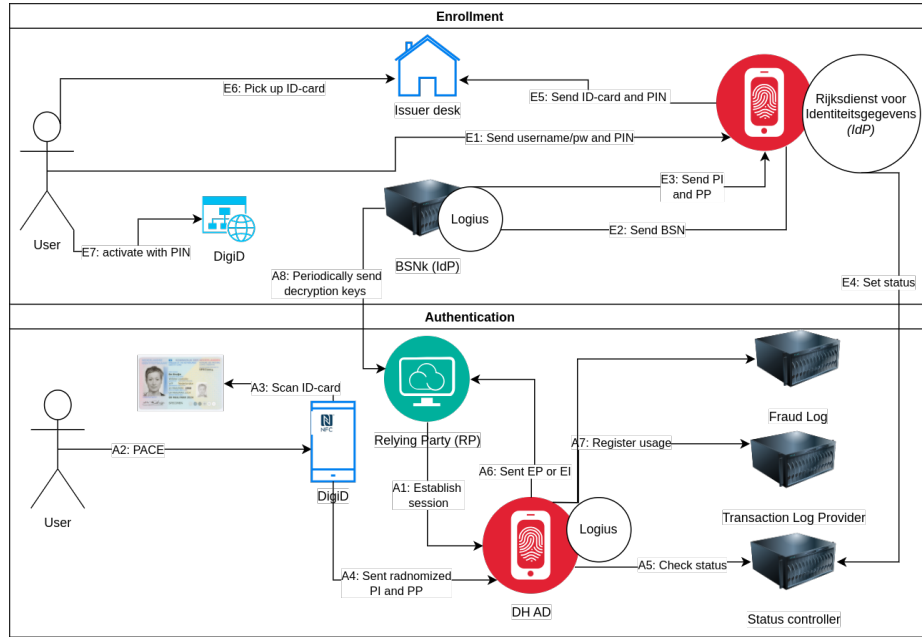 Enrollment
E6: Pick up ID-card
Issuer desk
E5: Send ID-card and PIN
Rijksdienst voor
Identiteitsgegevens
(IdP)
E1: Send username/pw and PIN
E3: Send PI
and PP
Logius
E2: Send BSN
User
E7: activate with PIN
DigiD
BSNk (IdP)
A8: Periodically send
decryption keys
E4: Set status
Authentication
A3: Scan ID-card
NFC
A2: PACE
Relying Party (RP)
Fraud Log
A7: Register usage
A6: Sent EP or EI
A1: Establish
session
DigiD
User
Logius
Transaction Log Provider
A4: Sent radnomized
PI and PP
A5: Check status
DH AD
Status controller